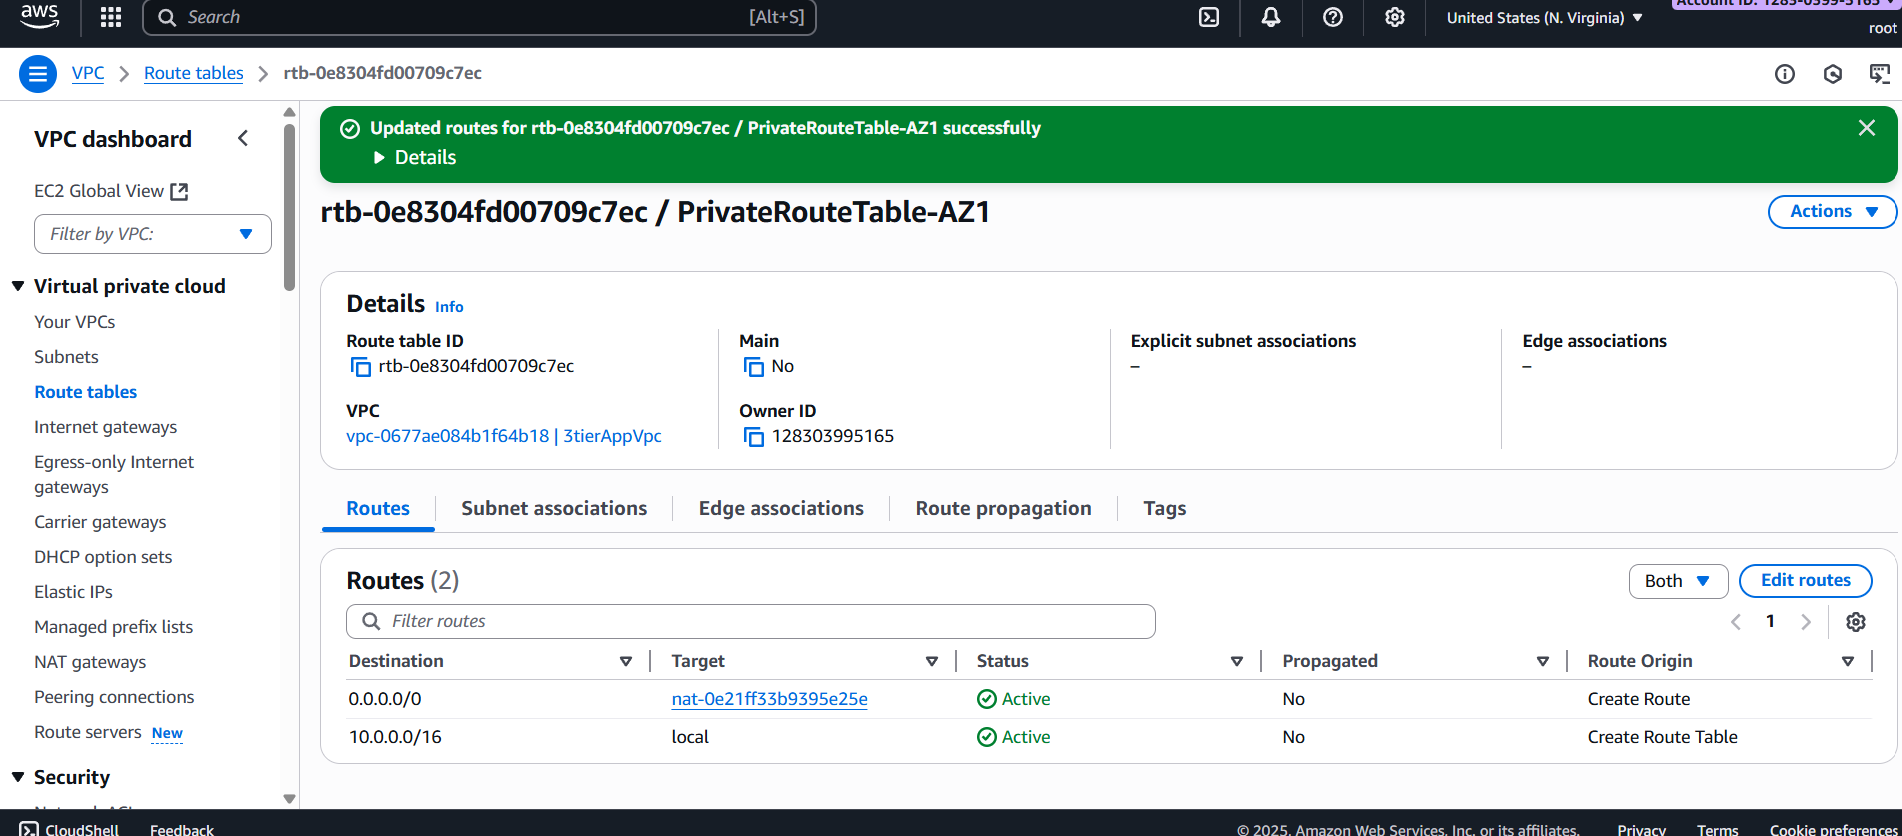 aws
Search
[Alt+S]
United States (N. Virginia)
Account ID: 1283-0399-5165
root
VPC
Route tables
rtb-0e8304fd00709c7ec
VPC dashboard
EC2 Global View
Filter by VPC:
Virtual private cloud
Your VPCs
Subnets
Route tables
Internet gateways
Egress-only Internet
gateways
Carrier gateways
DHCP option sets
Elastic IPs
Managed prefix lists
NAT gateways
Peering connections
Route servers New
Security
Updated routes for rtb-0e8304fd00709c7ec / PrivateRouteTable-AZ1 successfully
Details
rtb-0e8304fd00709c7ec / PrivateRouteTable-AZ1
Actions
Details Info
Route table ID
rtb-0e8304fd00709c7ec
Main
No
Explicit subnet associations
–
Edge associations
–
VPC
vpc-0677ae084b1f64b18 | 3tierAppVpc
Owner ID
128303995165
Routes Subnet associations Edge associations Route propagation Tags
Routes (2)
Both
Edit routes
Filter routes
1
Destination Target Status Propagated Route Origin
0.0.0.0/0 nat-0e21ff33b9395e25e Active No Create Route
10.0.0.0/16 local Active No Create Route Table
CloudShell Feedback
© 2025, Amazon Web Services, Inc. or its affiliates. Privacy Terms Cookie preferences